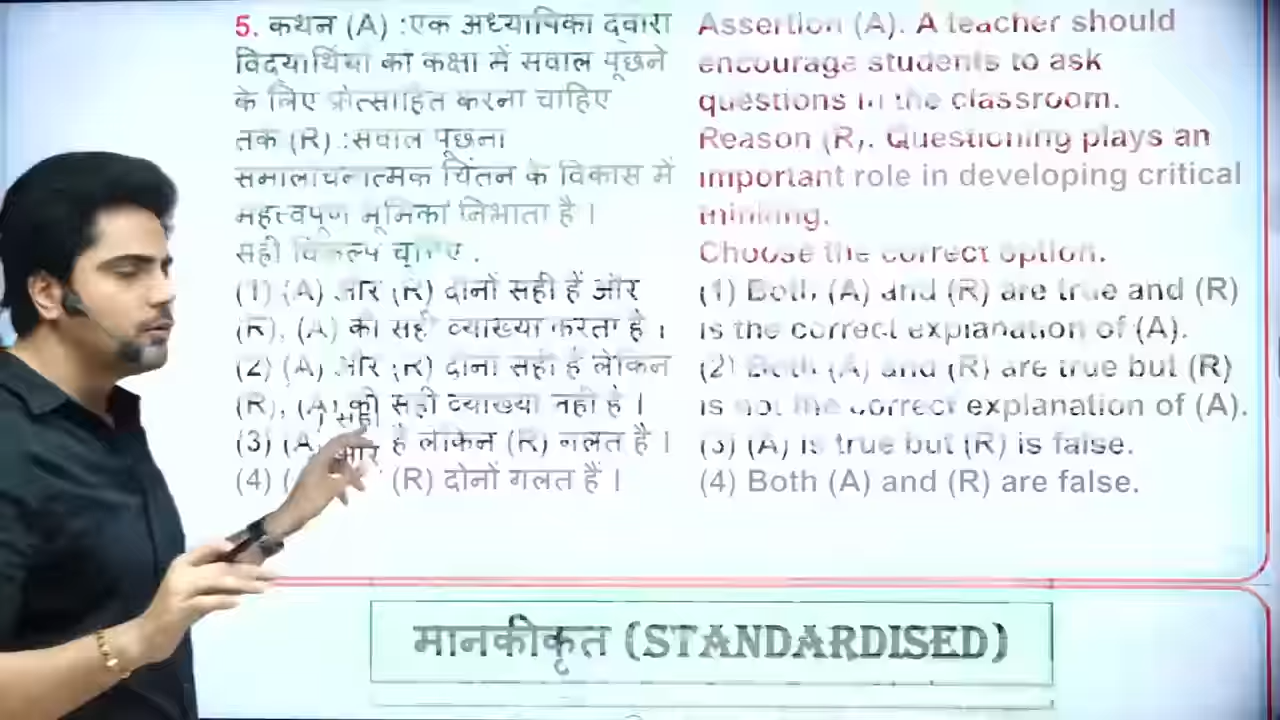 5. कथन (A) :एक अध्यापिका द्वारा
विद्यार्थियों को कक्षा में सवाल पूछने
के लिए प्रोत्साहित करना चाहिए
तर्क (R) :सवाल पूछना
समालोचनात्मक चिंतन के विकास में
महत्त्वपूर्ण भूमिका निभाता है ।
सही विकल्प चुनिए .
(1) (A) और (R) दोनों सही हैं और
(R), (A) की सही व्याख्या करता है ।
(2) (A) और (R) दोनों सही हैं लेकिन
(R), (A) की सही व्याख्या नहीं है ।
(3) (A) सही है लेकिन (R) गलत है ।
(4) ( और (R) दोनों गलत हैं ।
Assertion (A). A teacher should
encourage students to ask
questions in the classroom.
Reason (R). Questioning plays an
important role in developing critical
thinking.
Choose the correct option.
(1) Both (A) and (R) are true and (R)
is the correct explanation of (A).
(2) Both (A) and (R) are true but (R)
is not the correct explanation of (A).
(3) (A) is true but (R) is false.
(4) Both (A) and (R) are false.
मानकीकृत (STANDARDISED)